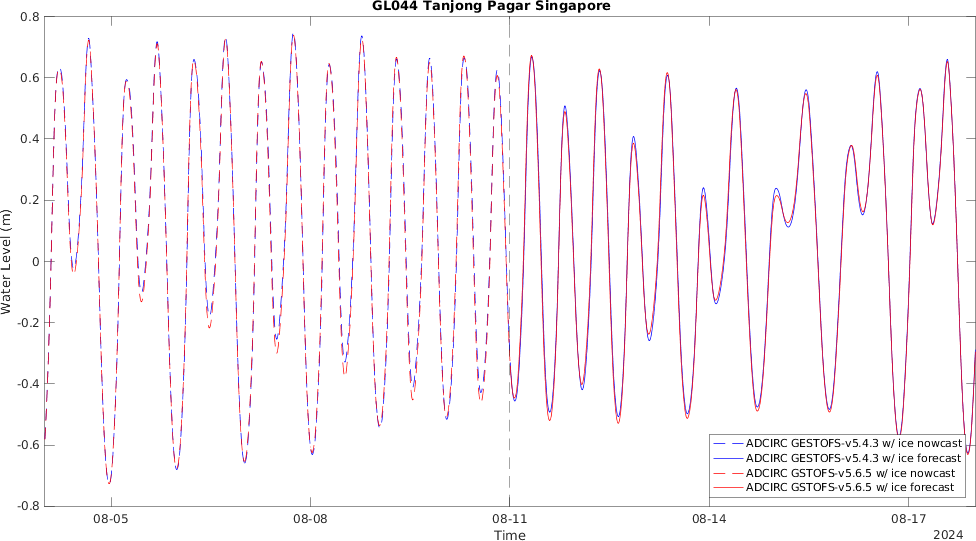 GL044 Tanjong Pagar Singapore
0.8
0.6
0.4
0.2
0
-0.2
-0.4
-0.6
-0.8
Water Level (m)
ADCIRC GESTOFS-v5.4.3 w/ ice nowcast
ADCIRC GESTOFS-v5.4.3 w/ ice forecast
ADCIRC GSTOFS-v5.6.5 w/ ice nowcast
ADCIRC GSTOFS-v5.6.5 w/ ice forecast
08-05
08-08
08-11
08-14
08-17
Time
2024